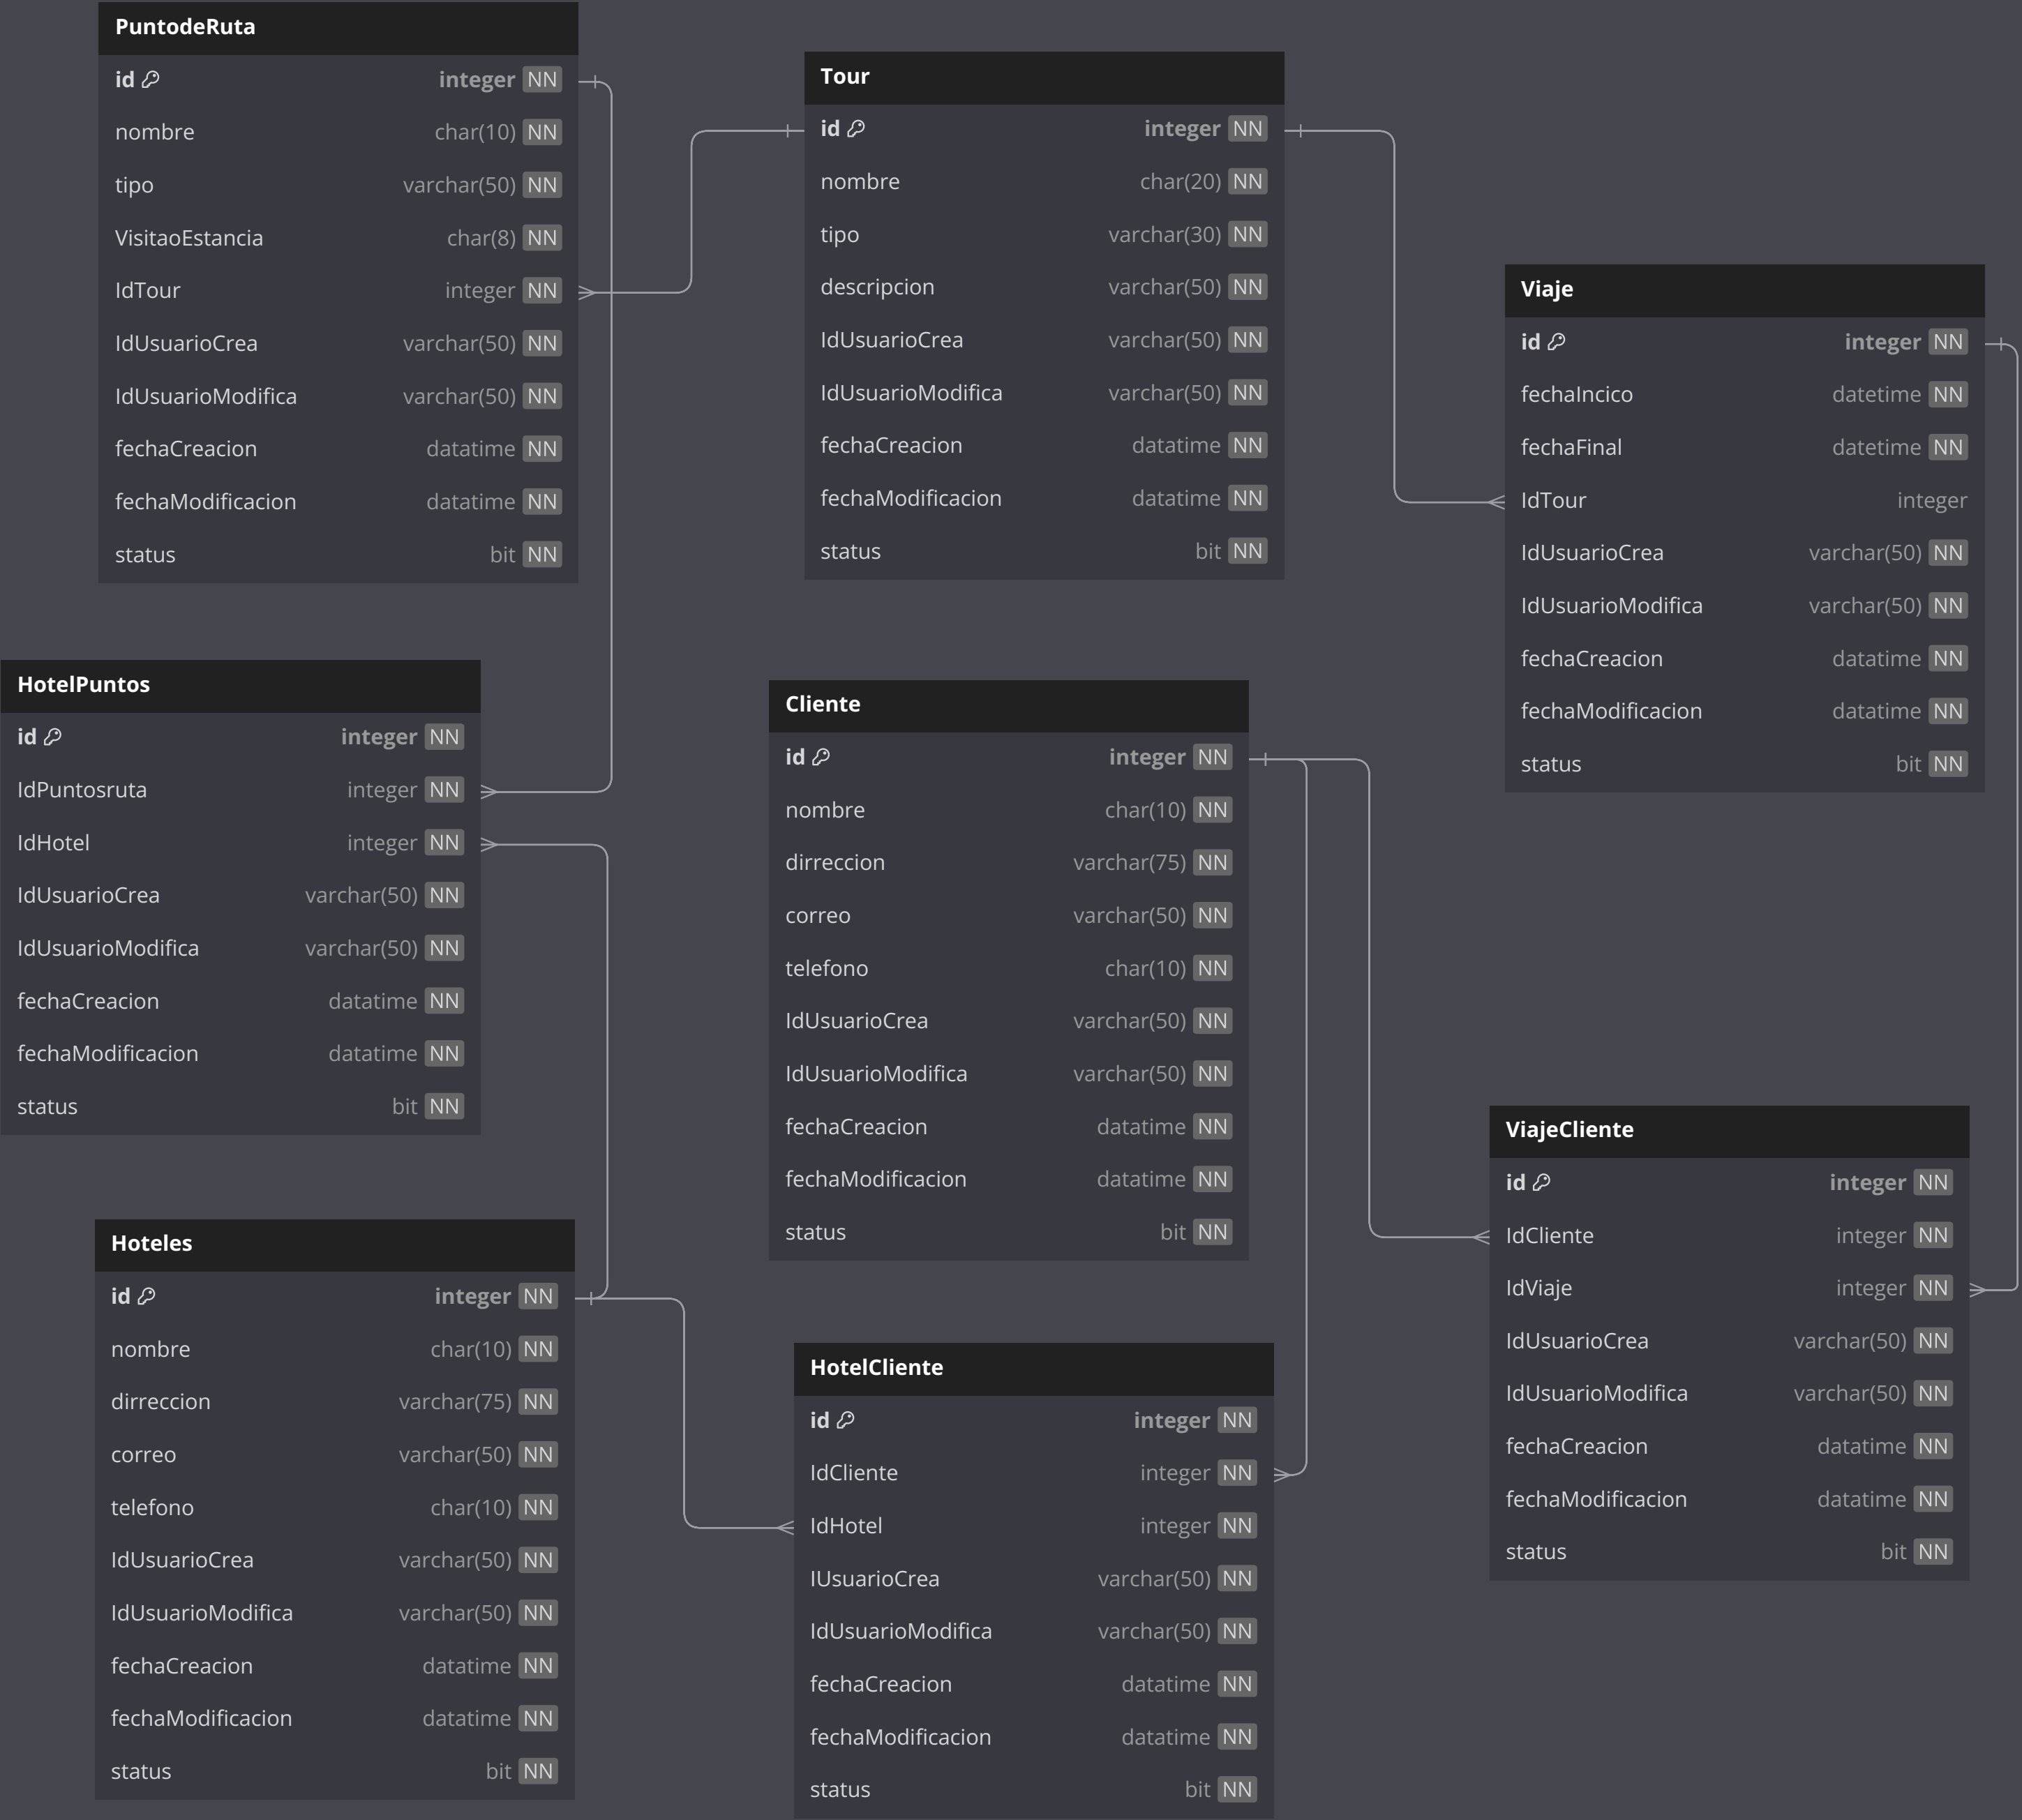 PuntodeRuta
id integer NN
nombre char(10) NN
tipo varchar(50) NN
VisitaoEstancia char(8) NN
IdTour integer NN
IdUsuarioCrea varchar(50) NN
IdUsuarioModifica varchar(50) NN
fechaCreacion datatime NN
fechaModificacion datatime NN
status bit NN
Tour
id integer NN
nombre char(20) NN
tipo varchar(30) NN
descripcion varchar(50) NN
IdUsuarioCrea varchar(50) NN
IdUsuarioModifica varchar(50) NN
fechaCreacion datatime NN
fechaModificacion datatime NN
status bit NN
Viaje
id integer NN
fechaIncico datetime NN
fechaFinal datetime NN
IdTour integer
IdUsuarioCrea varchar(50) NN
IdUsuarioModifica varchar(50) NN
fechaCreacion datatime NN
fechaModificacion datatime NN
status bit NN
HotelPuntos
id integer NN
IdPuntosruta integer NN
IdHotel integer NN
IdUsuarioCrea varchar(50) NN
IdUsuarioModifica varchar(50) NN
fechaCreacion datatime NN
fechaModificacion datatime NN
status bit NN
Cliente
id integer NN
nombre char(10) NN
dirreccion varchar(75) NN
correo varchar(50) NN
telefono char(10) NN
IdUsuarioCrea varchar(50) NN
IdUsuarioModifica varchar(50) NN
fechaCreacion datatime NN
fechaModificacion datatime NN
status bit NN
ViajeCliente
id integer NN
IdCliente integer NN
IdViaje integer NN
IdUsuarioCrea varchar(50) NN
IdUsuarioModifica varchar(50) NN
fechaCreacion datatime NN
fechaModificacion datatime NN
status bit NN
Hoteles
id integer NN
nombre char(10) NN
dirreccion varchar(75) NN
correo varchar(50) NN
telefono char(10) NN
IdUsuarioCrea varchar(50) NN
IdUsuarioModifica varchar(50) NN
fechaCreacion datatime NN
fechaModificacion datatime NN
status bit NN
HotelCliente
id integer NN
IdCliente integer NN
IdHotel integer NN
IUsuarioCrea varchar(50) NN
IdUsuarioModifica varchar(50) NN
fechaCreacion datatime NN
fechaModificacion datatime NN
status bit NN